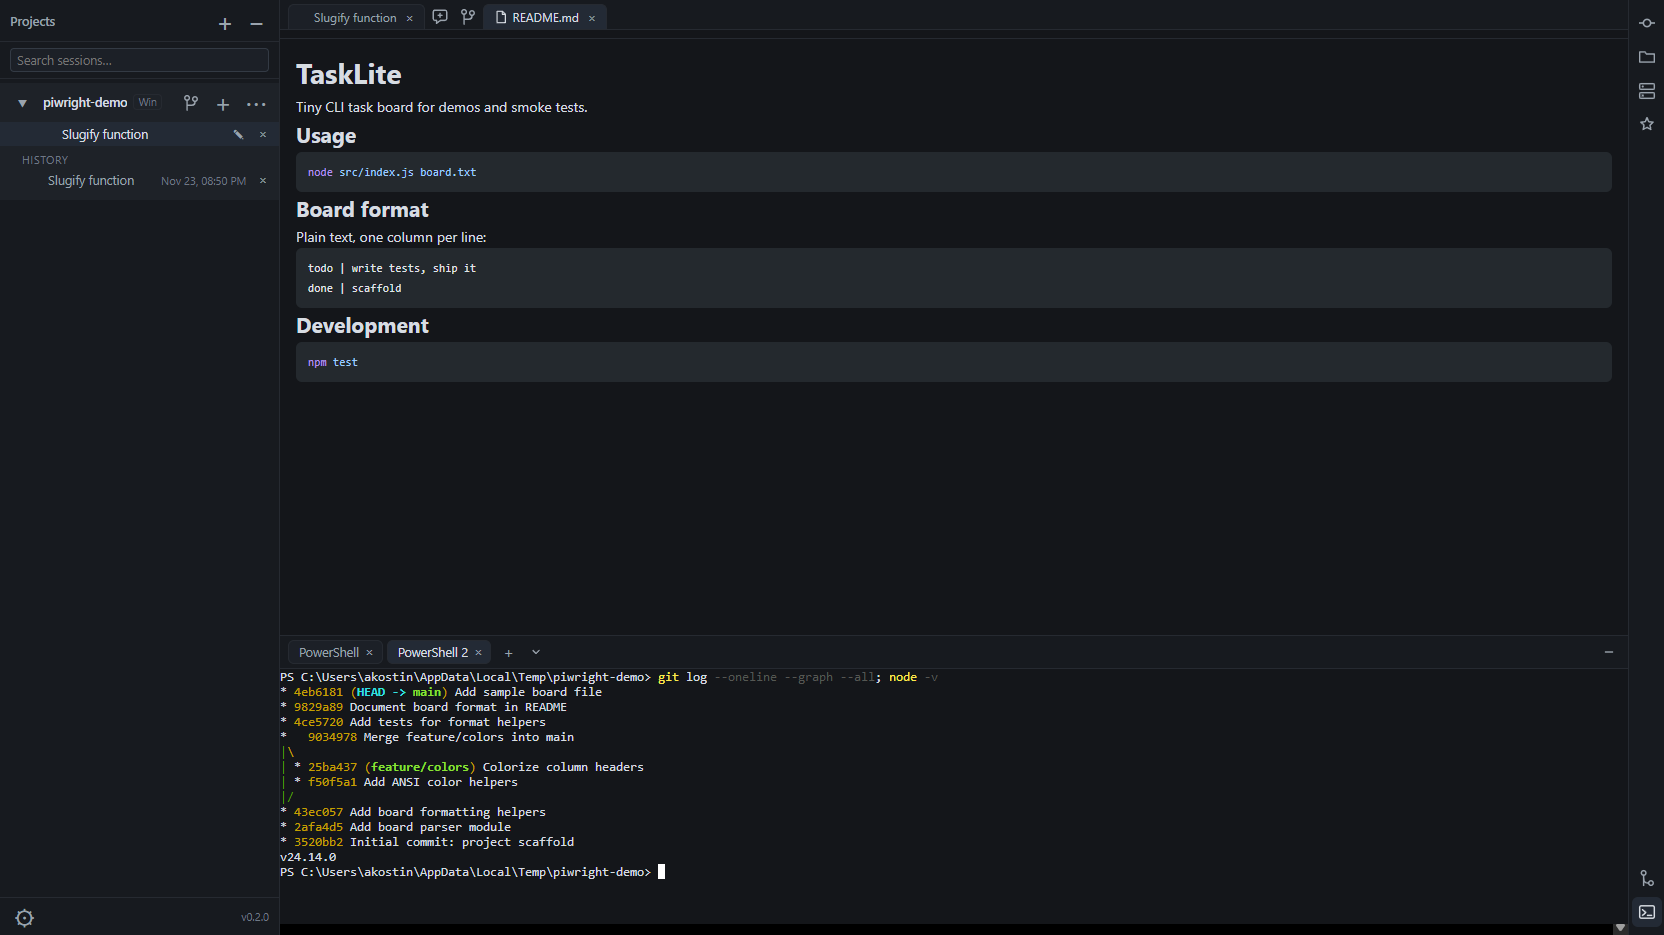 Projects
Search sessions...
piwright-demo Win
Slugify function
HISTORY
Slugify function Nov 23, 08:50 PM
v0.2.0
Slugify function README.md
TaskLite
Tiny CLI task board for demos and smoke tests.
Usage
node src/index.js board.txt
Board format
Plain text, one column per line:
todo | write tests, ship it
done | scaffold
Development
npm test
PowerShell PowerShell 2
PS C:\Users\akostin\AppData\Local\Temp\piwright-demo> git log --oneline --graph --all; node -v
* 4eb6181 (HEAD -> main) Add sample board file
* 9829a89 Document board format in README
* 4ce5720 Add tests for format helpers
*   9034978 Merge feature/colors into main
|\
| * 25ba437 (feature/colors) Colorize column headers
| * f50f5a1 Add ANSI color helpers
|/
* 43ec057 Add board formatting helpers
* 2afa4d5 Add board parser module
* 3520bb2 Initial commit: project scaffold
v24.14.0
PS C:\Users\akostin\AppData\Local\Temp\piwright-demo>